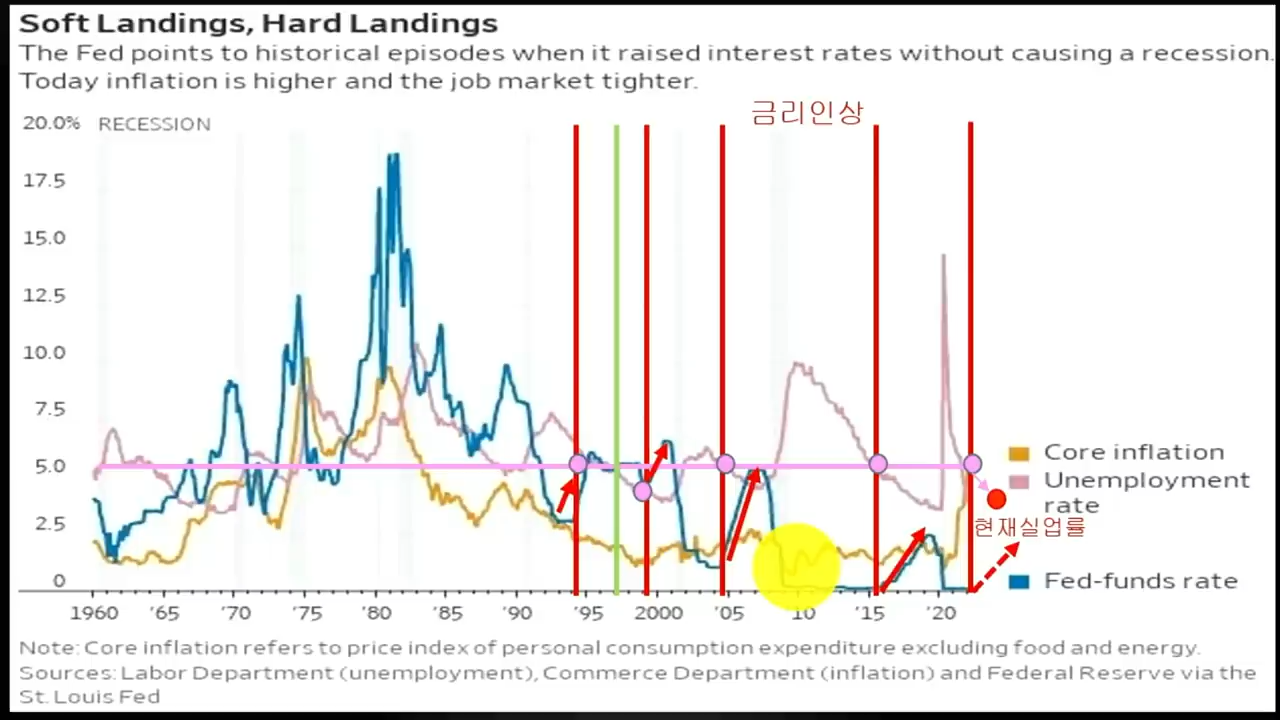 Soft Landings, Hard Landings
The Fed points to historical episodes when it raised interest rates without causing a recession.
Today inflation is higher and the job market tighter.
금리인상
20.0% RECESSION
17.5
15.0
12.5
10.0
7.5
5.0
2.5
0
Core inflation
Unemployment
rate
현재실업률
Fed-funds rate
1960 '65 '70 '75 '80 '85 '90 '95 2000 '05 '10 '15 '20
Note: Core inflation refers to price index of personal consumption expenditure excluding food and energy.
Sources: Labor Department (unemployment), Commerce Department (inflation) and Federal Reserve via the
St. Louis Fed